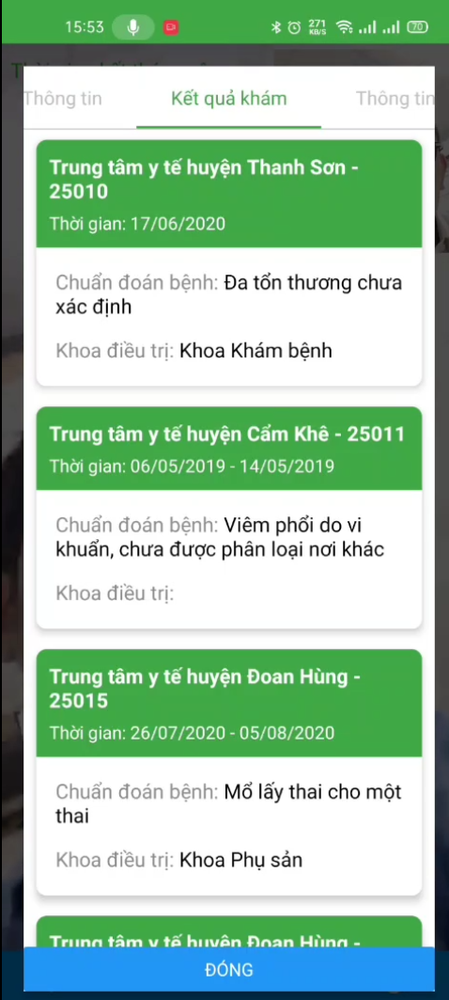 15:53
271
KB/S
70
Thông tin
Kết quả khám
Thông tin
Trung tâm y tế huyện Thanh Sơn -
25010
Thời gian: 17/06/2020
Chuẩn đoán bệnh: Đa tổn thương chưa
xác định
Khoa điều trị: Khoa Khám bệnh
Trung tâm y tế huyện Cẩm Khê - 25011
Thời gian: 06/05/2019 - 14/05/2019
Chuẩn đoán bệnh: Viêm phổi do vi
khuẩn, chưa được phân loại nơi khác
Khoa điều trị:
Trung tâm y tế huyện Đoan Hùng -
25015
Thời gian: 26/07/2020 - 05/08/2020
Chuẩn đoán bệnh: Mổ lấy thai cho một
thai
Khoa điều trị: Khoa Phụ sản
Trung tâm y tế huyện Đoan Hùng -
ĐÓNG